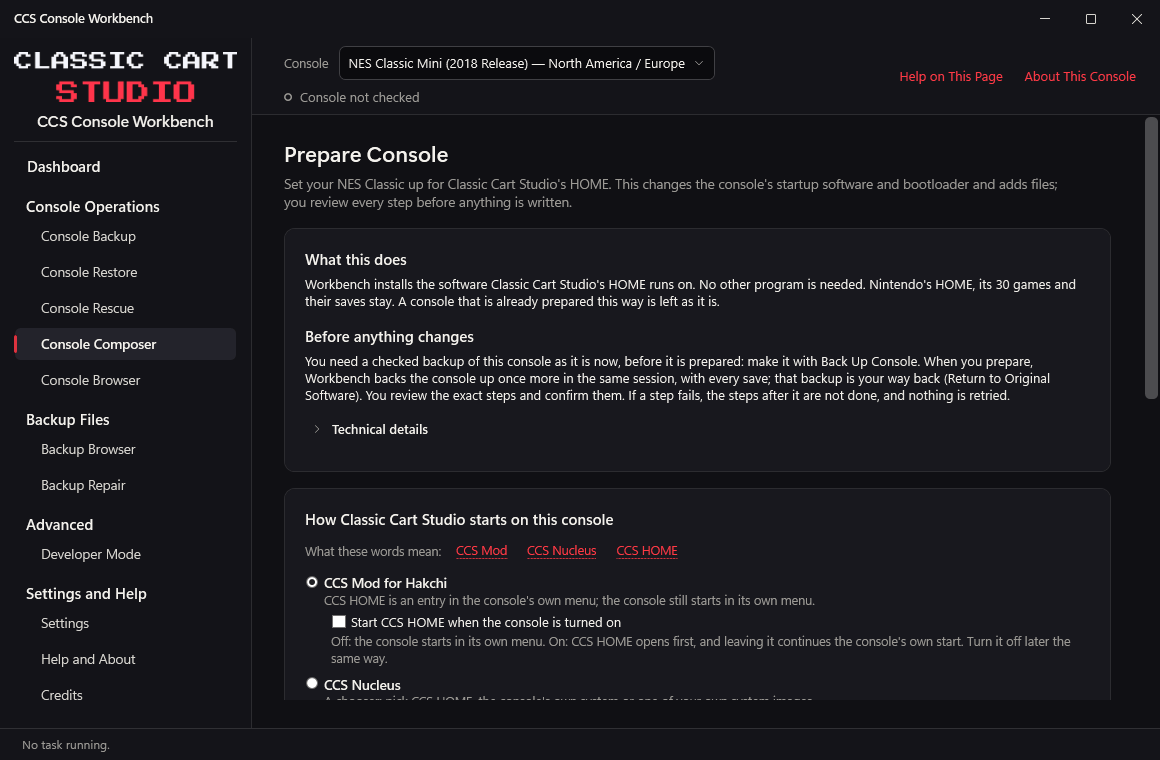 CCS Console Workbench
CLASSIC CART
STUDIO
CCS Console Workbench
Dashboard
Console Operations
Console Backup
Console Restore
Console Rescue
Console Composer
Console Browser
Backup Files
Backup Browser
Backup Repair
Advanced
Developer Mode
Settings and Help
Settings
Help and About
Credits
Console
NES Classic Mini (2018 Release) — North America / Europe
Console not checked
Help on This Page
About This Console
Prepare Console
Set your NES Classic up for Classic Cart Studio's HOME. This changes the console's startup software and bootloader and adds files;
you review every step before anything is written.
What this does
Workbench installs the software Classic Cart Studio's HOME runs on. No other program is needed. Nintendo's HOME, its 30 games and
their saves stay. A console that is already prepared this way is left as it is.
Before anything changes
You need a checked backup of this console as it is now, before it is prepared: make it with Back Up Console. When you prepare,
Workbench backs the console up once more in the same session, with every save; that backup is your way back (Return to Original
Software). You review the exact steps and confirm them. If a step fails, the steps after it are not done, and nothing is retried.
Technical details
How Classic Cart Studio starts on this console
What these words mean: CCS Mod CCS Nucleus CCS HOME
CCS Mod for Hakchi
CCS HOME is an entry in the console's own menu; the console still starts in its own menu.
Start CCS HOME when the console is turned on
Off: the console starts in its own menu. On: CCS HOME opens first, and leaving it continues the console's own start. Turn it off later the
same way.
CCS Nucleus
A chooser: pick CCS HOME, the console's own system or one of your own system images.
No task running.